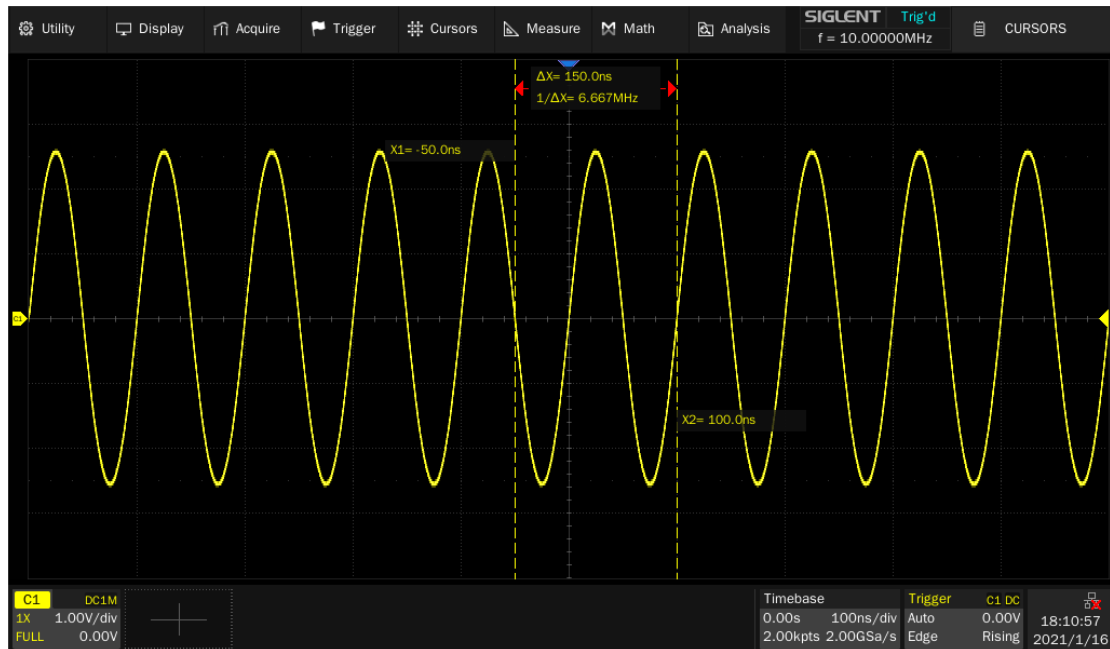 Utility Display Acquire Trigger Cursors Measure Math Analysis SIGLENT Trig'd CURSORS
f = 10.00000MHz
ΔX= 150.0ns
1/ΔX= 6.667MHz
X1= -50.0ns
C1
X2= 100.0ns
C1 DC1M Timebase Trigger C1 DC
1X 1.00V/div 0.00s 100ns/div Auto 0.00V 18:10:57
FULL 0.00V 2.00kpts 2.00GSa/s Edge Rising 2021/1/16